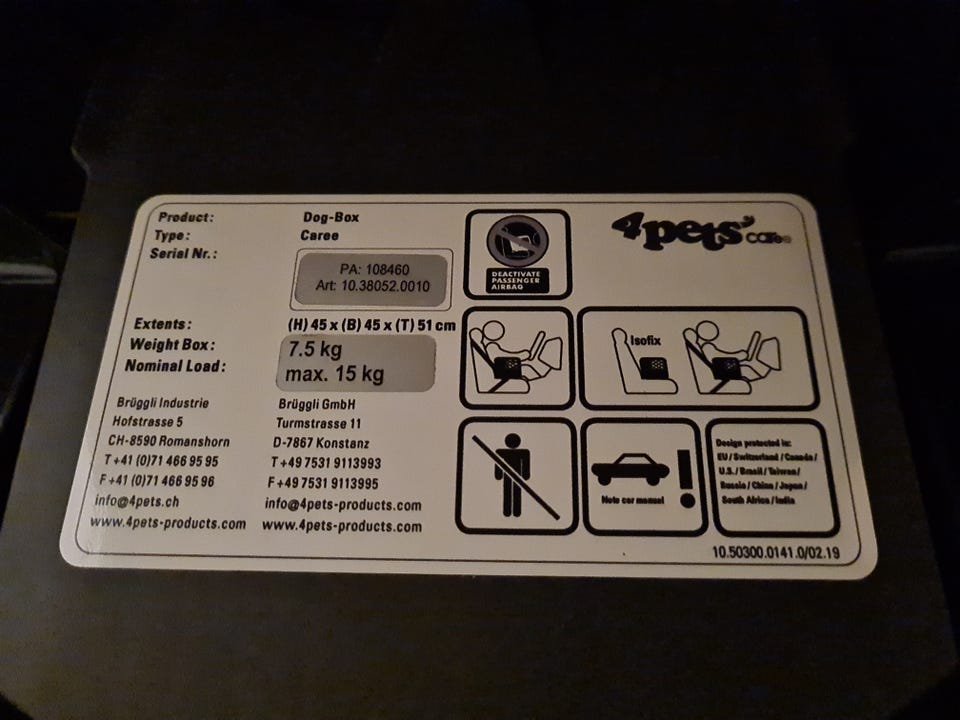 Product: Dog-Box
Type: Caree
Serial Nr.:
PA: 108460
Art: 10.38052.0010
Extents: (H) 45 x (B) 45 x (T) 51 cm
Weight Box: 7.5 kg
Nominal Load: max. 15 kg
Brüggli Industrie
Hofstrasse 5
CH-8590 Romanshorn
T +41 (0)71 466 95 95
F +41 (0)71 466 95 96
info@4pets.ch
www.4pets-products.com
Brüggli GmbH
Turmstrasse 11
D-7867 Konstanz
T +49 7531 9113993
F +49 7531 9113995
info@4pets-products.com
www.4pets-products.com
DEACTIVATE
PASSENGER
AIRBAG
4pets caree
Isofix
Note car manual
Design protected in:
EU / Switzerland / Canada /
U.S. / Brasil / Taiwan /
Russia / China / Japan /
South Africa / India
10.50300.0141.0/02.19